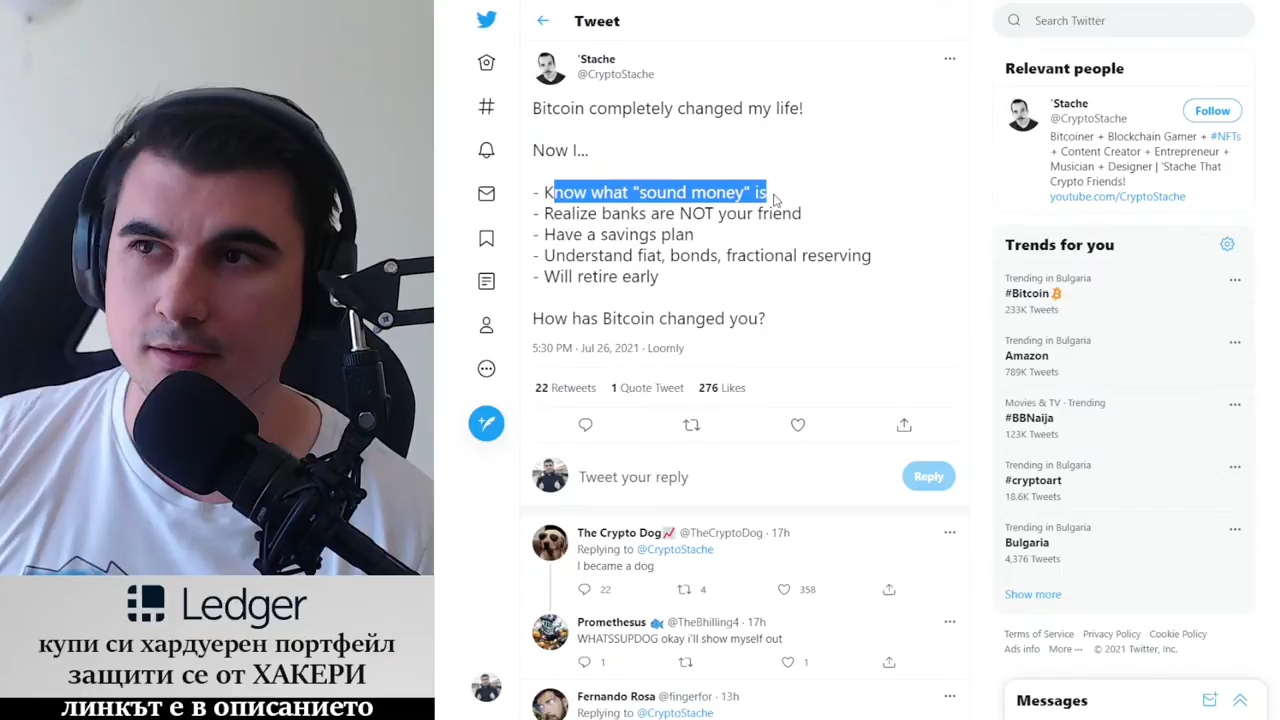 Tweet
Search Twitter
'Stache
@CryptoStache
Bitcoin completely changed my life!
Now I...
- Know what "sound money" is
- Realize banks are NOT your friend
- Have a savings plan
- Understand fiat, bonds, fractional reserving
- Will retire early
How has Bitcoin changed you?
5:30 PM · Jul 26, 2021 · Loomly
22 Retweets 1 Quote Tweet 276 Likes
Tweet your reply
Reply
The Crypto Dog @TheCryptoDog · 17h
Replying to @CryptoStache
I became a dog
22 4 358
Promethesus @TheBhilling4 · 17h
WHATSSUPDOG okay i'll show myself out
1 1
Fernando Rosa @fingerfor · 13h
Replying to @CryptoStache
Relevant people
'Stache
@CryptoStache
Follow
Bitcoiner + Blockchain Gamer + #NFTs
+ Content Creator + Entrepreneur +
Musician + Designer | 'Stache That
Crypto Friends!
youtube.com/CryptoStache
Trends for you
Trending in Bulgaria
#Bitcoin
233K Tweets
Trending in Bulgaria
Amazon
789K Tweets
Movies & TV · Trending
#BBNaija
123K Tweets
Trending in Bulgaria
#cryptoart
18.6K Tweets
Trending in Bulgaria
Bulgaria
4,376 Tweets
Show more
Terms of Service Privacy Policy Cookie Policy
Ads info More ··· © 2021 Twitter, Inc.
Messages
Ledger
купи си хардуерен портфейл
защити се от ХАКЕРИ
линкът е в описанието